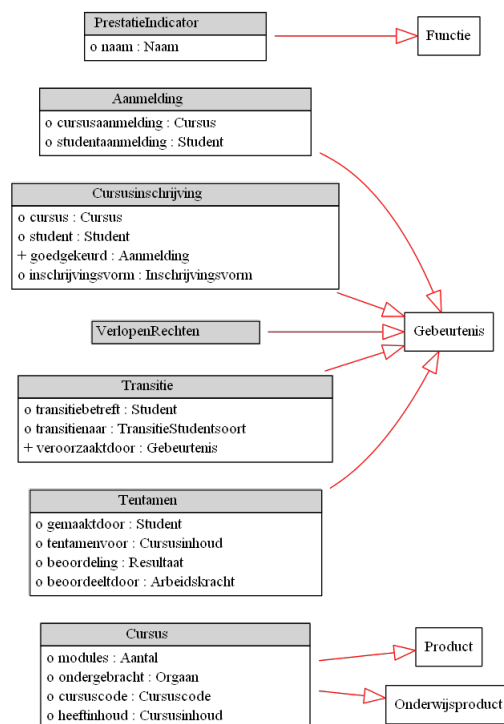 PrestatieIndicator
o naam : Naam
Functie
Aanmelding
o cursusaanmelding : Cursus
o studentaanmelding : Student
Cursusinschrijving
o cursus : Cursus
o student : Student
+ goedgekeurd : Aanmelding
o inschrijvingsvorm : Inschrijvingsvorm
VerlopenRechten
Gebeurtenis
Transitie
o transitiebetreft : Student
o transitienaar : TransitieStudentsoort
+ veroorzaaktdoor : Gebeurtenis
Tentamen
o gemaaktdoor : Student
o tentamenvoor : Cursusinhoud
o beoordeling : Resultaat
o beoordeeltdoor : Arbeidskracht
Cursus
o modules : Aantal
o ondergebracht : Orgaan
o cursuscode : Cursuscode
o heeftinhoud : Cursusinhoud
Product
Onderwijsproduct